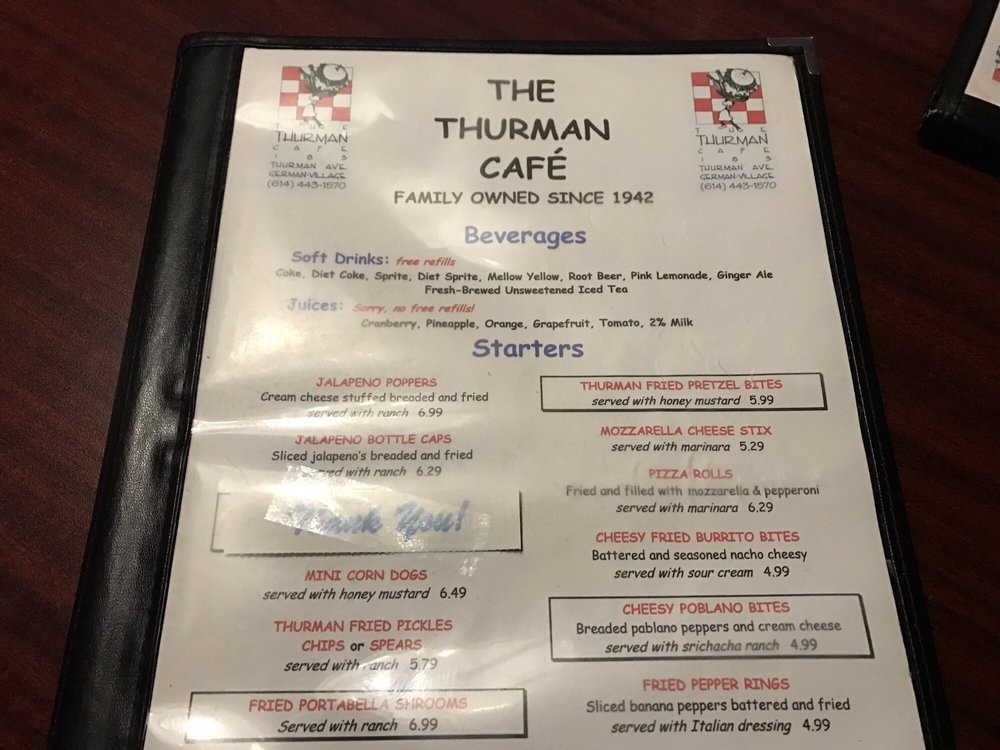 THE
THURMAN
CAFE
183
THURMAN AVE.
GERMAN-VILLAGE
(614) 443-1570
THE
THURMAN
CAFÉ
FAMILY OWNED SINCE 1942
THE
THURMAN
CAFE
183
THURMAN AVE.
GERMAN-VILLAGE
(614) 443-1570
Beverages
Soft Drinks: free refills
Coke, Diet Coke, Sprite, Diet Sprite, Mellow Yellow, Root Beer, Pink Lemonade, Ginger Ale
Fresh-Brewed Unsweetened Iced Tea
Juices: Sorry, no free refills!
Cranberry, Pineapple, Orange, Grapefruit, Tomato, 2% Milk
Starters
JALAPENO POPPERS
Cream cheese stuffed breaded and fried
served with ranch 6.99
JALAPENO BOTTLE CAPS
Sliced jalapeno's breaded and fried
served with ranch 6.29
Thank You!
MINI CORN DOGS
served with honey mustard 6.49
THURMAN FRIED PICKLES
CHIPS or SPEARS
served with ranch 5.79
FRIED PORTABELLA SHROOMS
Served with ranch 6.99
THURMAN FRIED PRETZEL BITES
served with honey mustard 5.99
MOZZARELLA CHEESE STIX
served with marinara 5.29
PIZZA ROLLS
Fried and filled with mozzarella & pepperoni
served with marinara 6.29
CHEESY FRIED BURRITO BITES
Battered and seasoned nacho cheesy
served with sour cream 4.99
CHEESY POBLANO BITES
Breaded pablano peppers and cream cheese
served with srichacha ranch 4.99
FRIED PEPPER RINGS
Sliced banana peppers battered and fried
served with Italian dressing 4.99